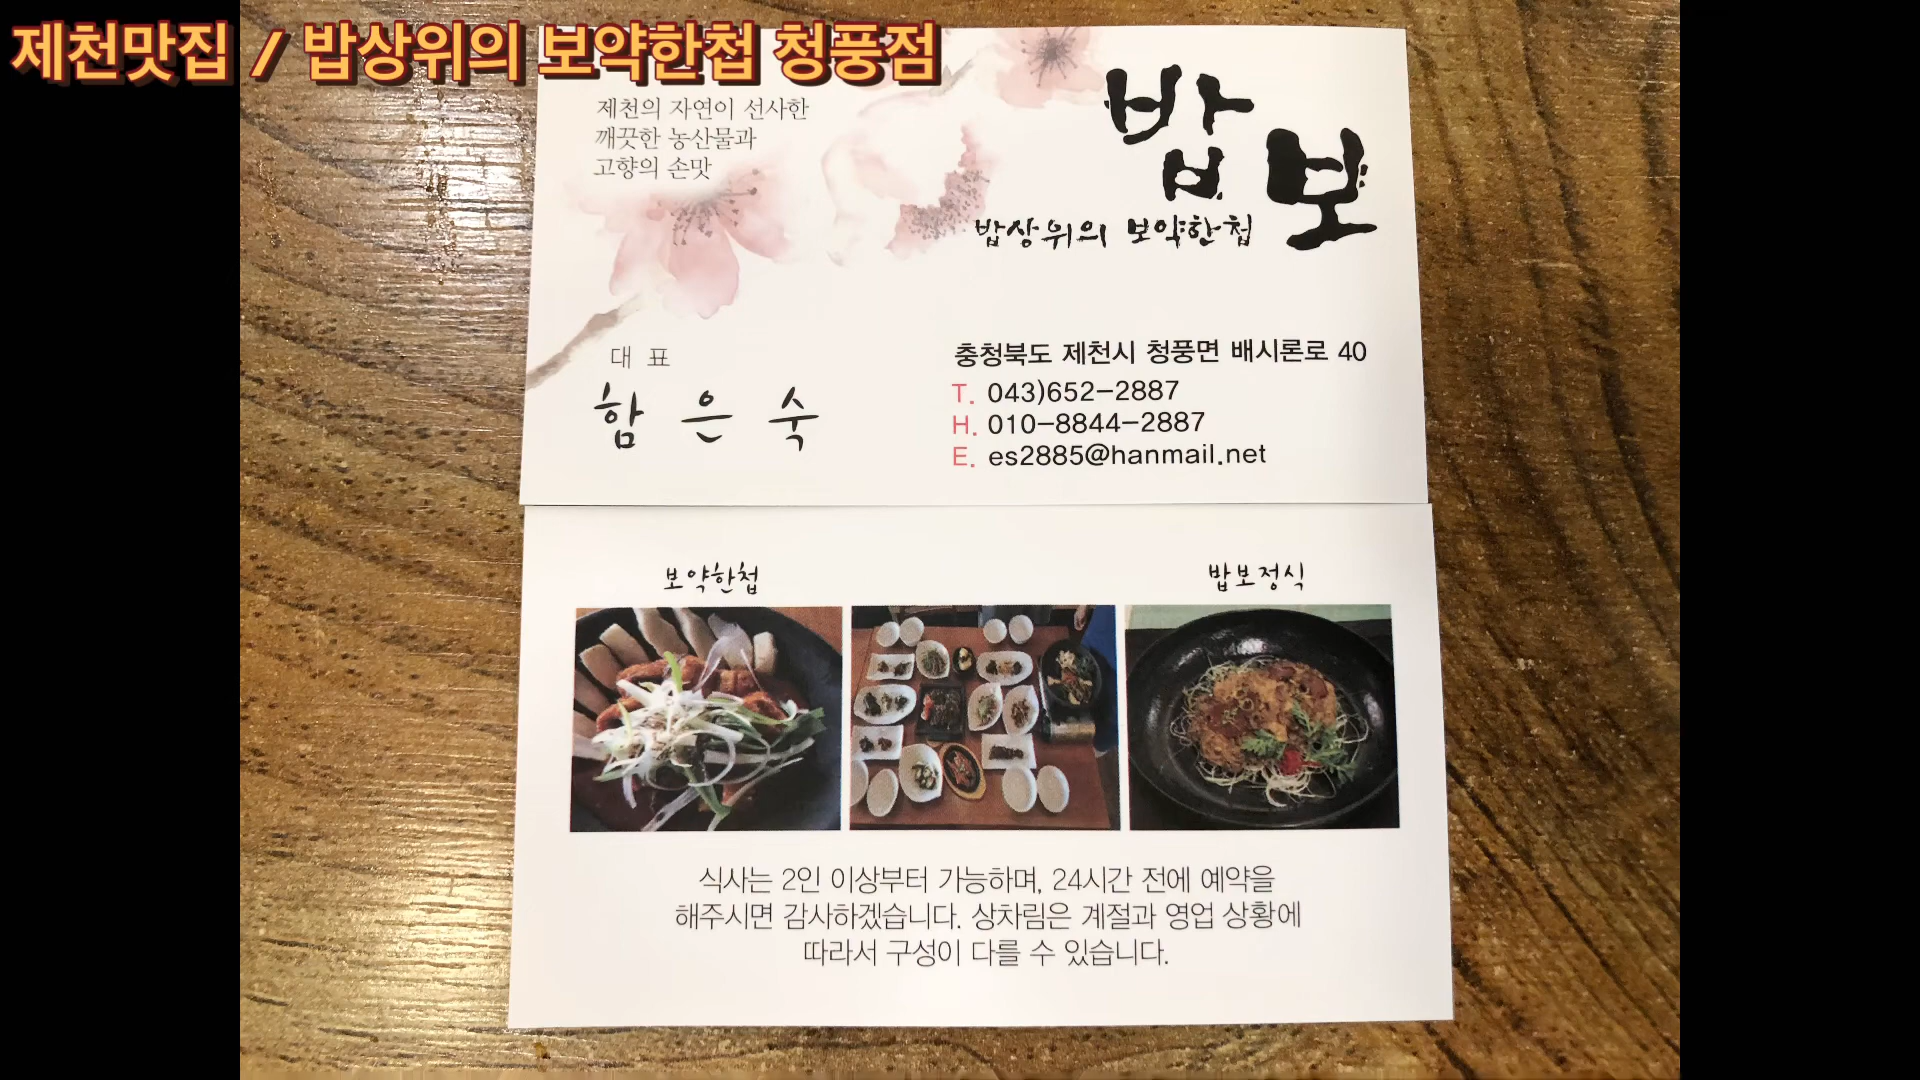 제천맛집 / 밥상위의 보약한첩 청풍점
제천의 자연이 선사한
깨끗한 농산물과
고향의 손맛
밥보
밥상위의 보약한첩
대 표
함 은 숙
충청북도 제천시 청풍면 배시론로 40
T. 043)652-2887
H. 010-8844-2887
E. es2885@hanmail.net
보약한첩
밥보정식
식사는 2인 이상부터 가능하며, 24시간 전에 예약을
해주시면 감사하겠습니다. 상차림은 계절과 영업 상황에
따라서 구성이 다를 수 있습니다.